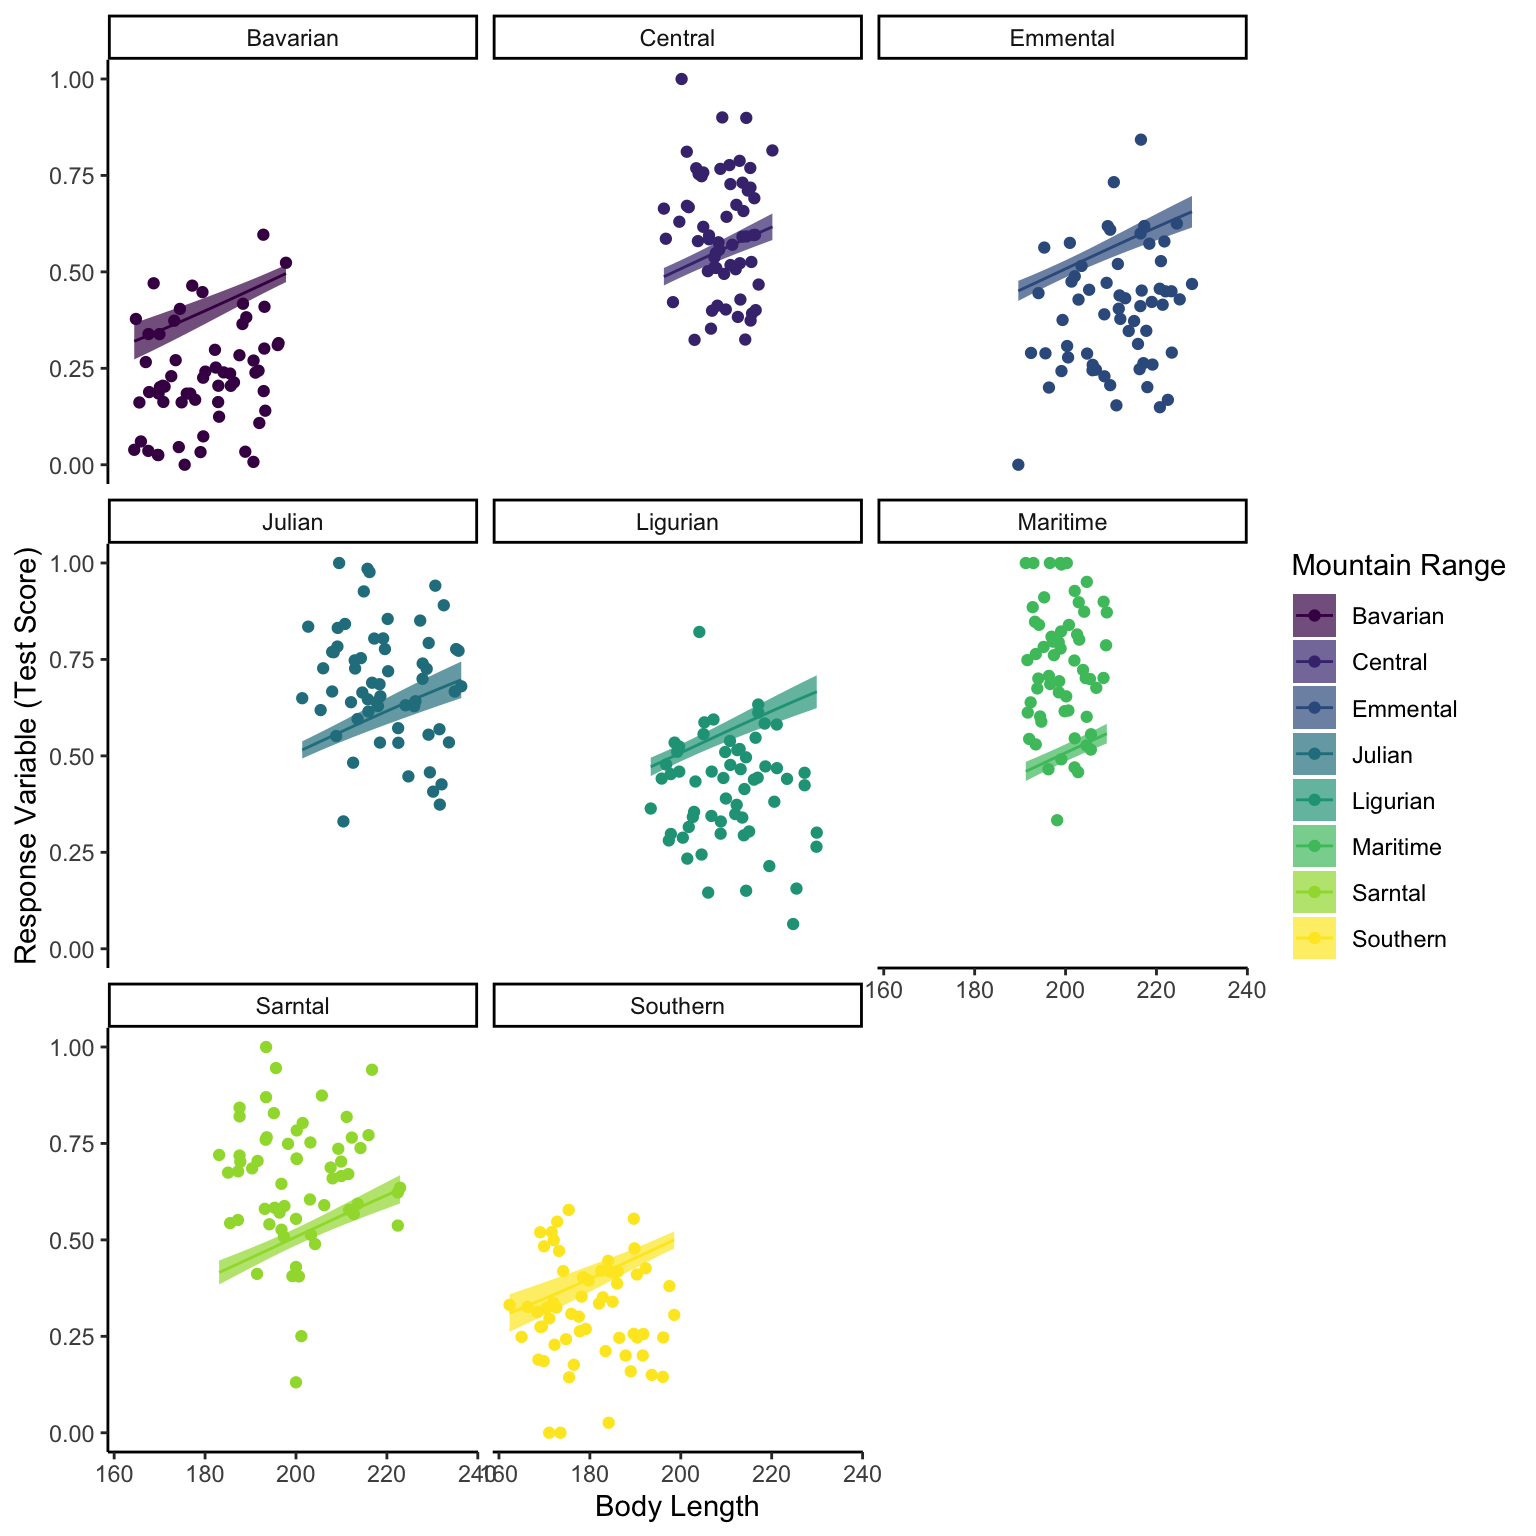 Bavarian
Central
Emmental
1.00
0.75
0.50
0.25
0.00
Julian
Ligurian
Maritime
1.00
0.75
0.50
0.25
0.00
160 180 200 220 240
Sarntal
Southern
1.00
0.75
0.50
0.25
0.00
160 180 200 220 240
160 180 200 220 240
Body Length
Response Variable (Test Score)
Mountain Range
Bavarian
Central
Emmental
Julian
Ligurian
Maritime
Sarntal
Southern